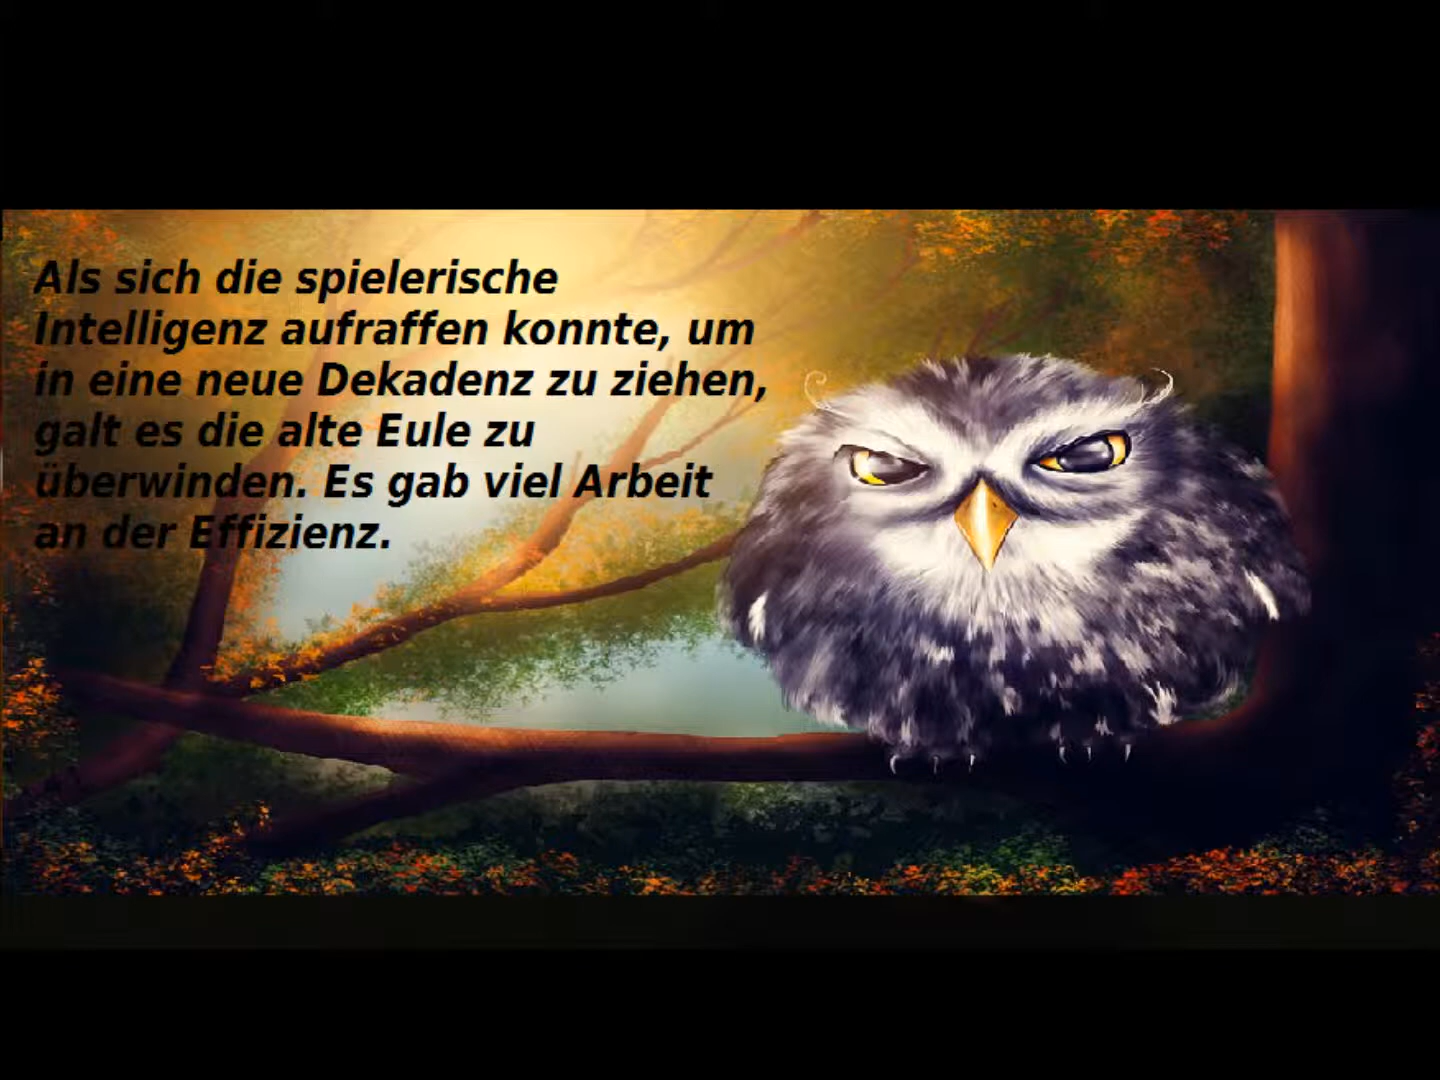 Als sich die spielerische
Intelligenz aufraffen konnte, um
in eine neue Dekadenz zu ziehen,
galt es die alte Eule zu
überwinden. Es gab viel Arbeit
an der Effizienz.